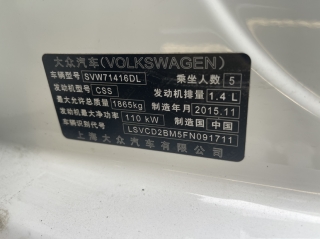 大众汽车(VOLKSWAGEN)
车辆型号 SVW71416DL 乘坐人数 5
发动机型号 CSS 发动机排量 1.4 L
最大允许总质量 1865kg 制造年月 2015.11
发动机最大净功率 110 kW 制造国 中国
车辆识别代号 LSVCD2BM5FN091711
上海大众汽车有限公司